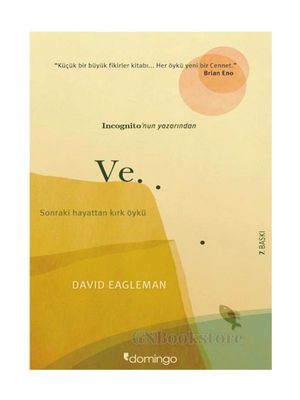 "Küçük bir büyük fikirler kitabı... Her öykü yeni bir Cennet."
Brian Eno
Incognito'nun yazarından
Ve...
Sonraki hayattan kırk öykü
7. BASKI
DAVID EAGLEMAN
GNBookstore
domingo